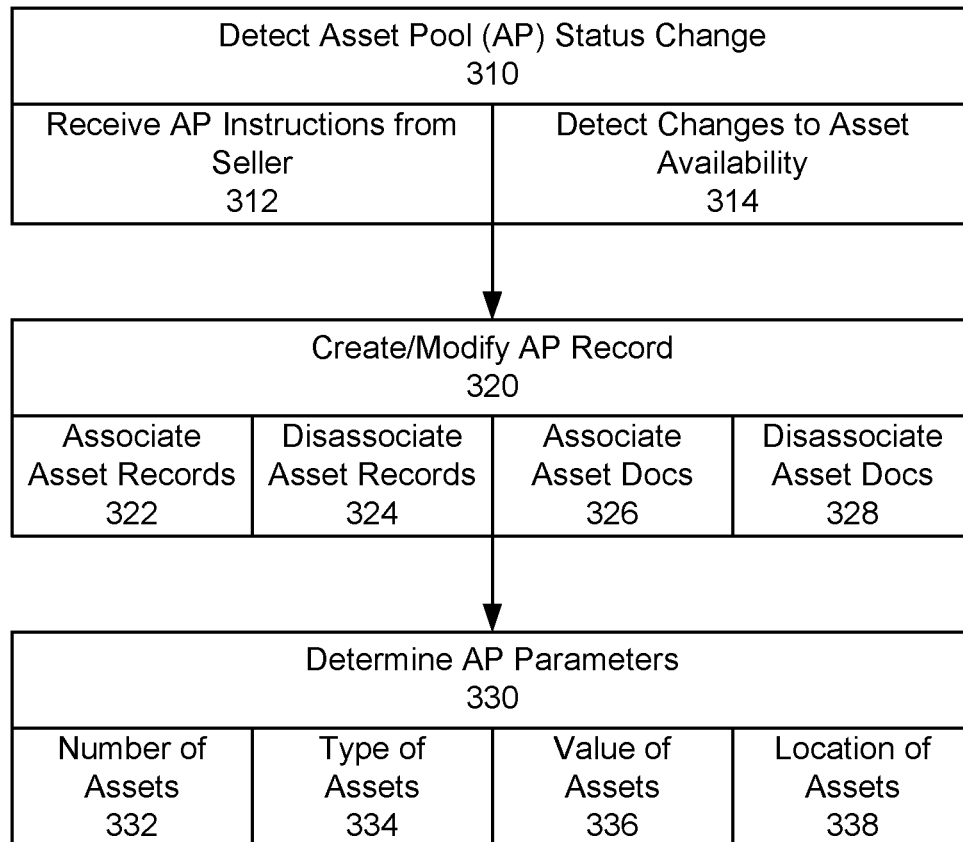 Detect Asset Pool (AP) Status Change
310
Receive AP Instructions from
Seller
312
Detect Changes to Asset
Availability
314
Create/Modify AP Record
320
Associate
Asset Records
322
Disassociate
Asset Records
324
Associate
Asset Docs
326
Disassociate
Asset Docs
328
Determine AP Parameters
330
Number of
Assets
332
Type of
Assets
334
Value of
Assets
336
Location of
Assets
338